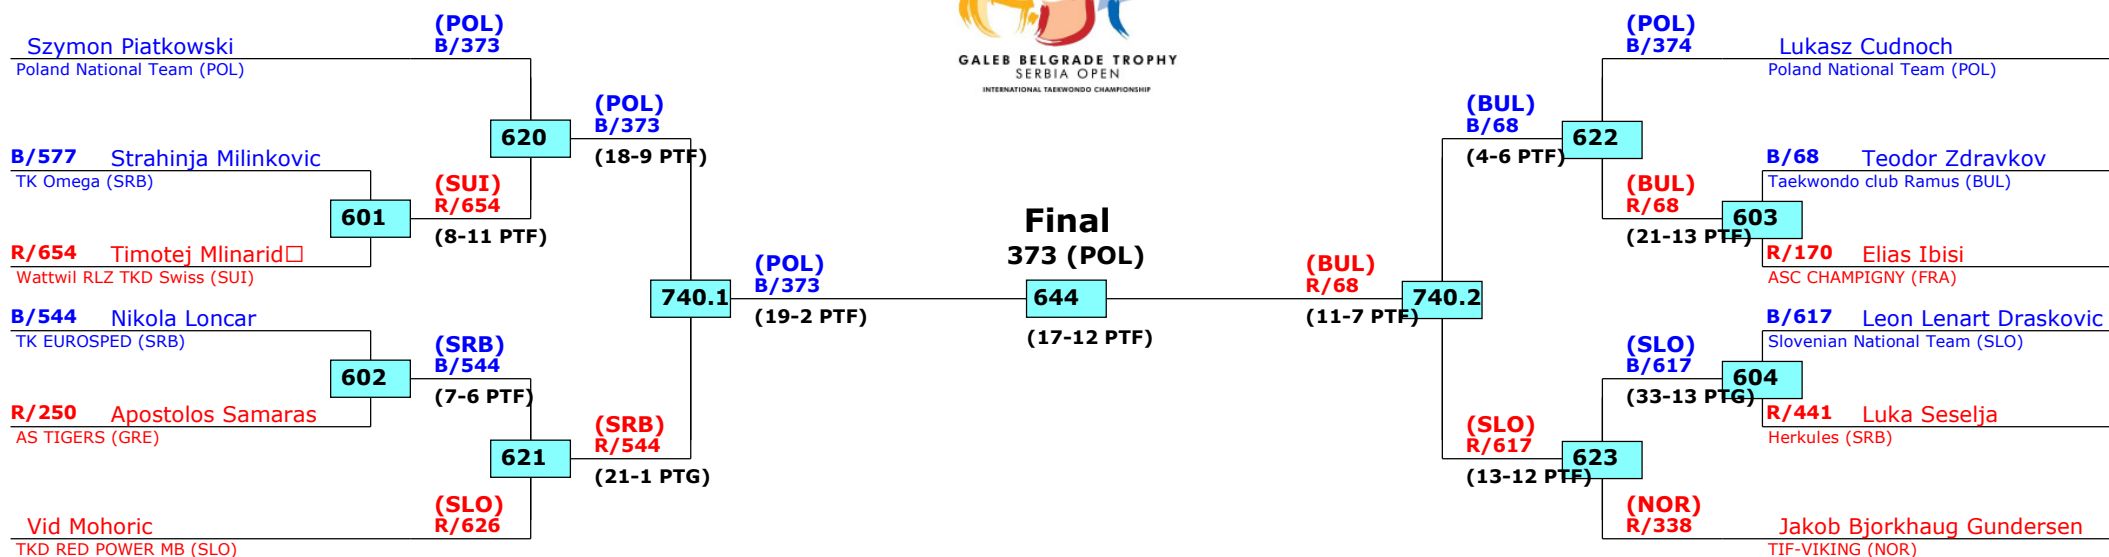 GALEB BELGRADE TROPHY
SERBIA OPEN
INTERNATIONAL TAEKWONDO CHAMPIONSHIP
Szymon Piatkowski
Poland National Team (POL)
(POL)
B/373
B/577 Strahinja Milinkovic
TK Omega (SRB)
601
R/654 Timotej Mlinarid□
Wattwil RLZ TKD Swiss (SUI)
(SUI)
R/654
(8-11 PTF)
620
(POL)
B/373
(18-9 PTF)
B/544 Nikola Loncar
TK EUROSPED (SRB)
602
R/250 Apostolos Samaras
AS TIGERS (GRE)
(SRB)
B/544
(7-6 PTF)
621
(SRB)
R/544
(21-1 PTG)
Vid Mohoric
TKD RED POWER MB (SLO)
(SLO)
R/626
740.1
(POL)
B/373
(19-2 PTF)
Final
373 (POL)
644
(17-12 PTF)
(BUL)
R/68
(11-7 PTF)
740.2
(BUL)
B/68
(4-6 PTF)
622
(POL)
B/374
Lukasz Cudnoch
Poland National Team (POL)
(BUL)
R/68
(21-13 PTF)
603
B/68 Teodor Zdravkov
Taekwondo club Ramus (BUL)
R/170 Elias Ibisi
ASC CHAMPIGNY (FRA)
(SLO)
R/617
(13-12 PTF)
623
(SLO)
B/617
(33-13 PTG)
604
B/617 Leon Lenart Draskovic
Slovenian National Team (SLO)
R/441 Luka Seselja
Herkules (SRB)
(NOR)
R/338
Jakob Bjorkhaug Gundersen
TIF-VIKING (NOR)